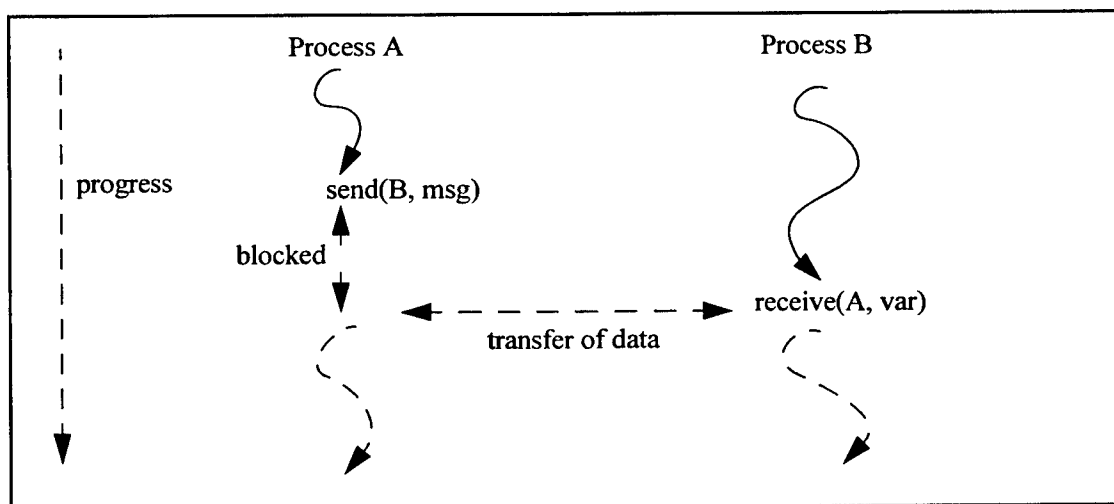 Process A
Process B
progress
send(B, msg)
blocked
receive(A, var)
transfer of data